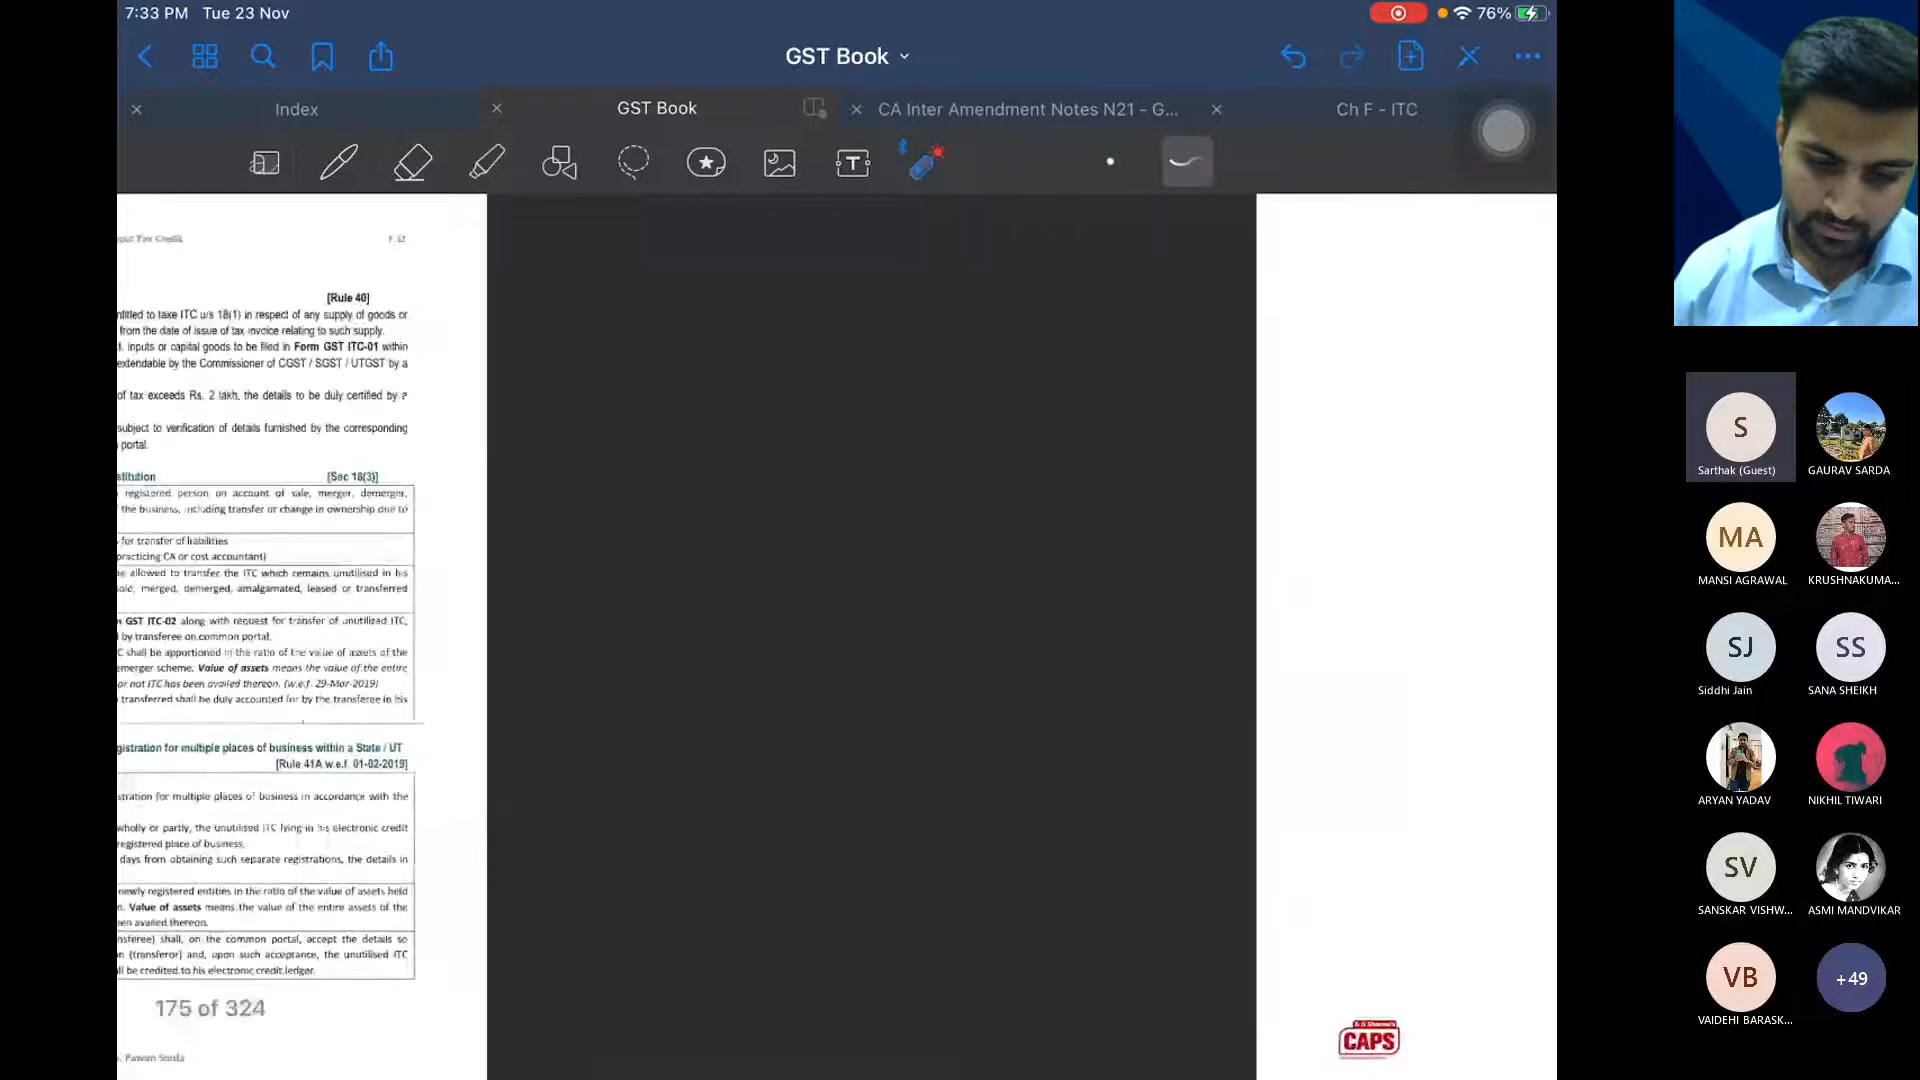 7:33 PM Tue 23 Nov
76%
GST Book
Index
GST Book
CA Inter Amendment Notes N21 - G...
Ch F - ITC
Tax Credit
[Rule 40]
entitled to take ITC u/s 18(1) in respect of any supply of goods or
from the date of issue of tax invoice relating to such supply.
inputs or capital goods to be filed in Form GST ITC-01 within
extendable by the Commissioner of CGST / SGST / UTGST by a
of tax exceeds Rs. 2 lakh, the details to be duly certified by a
subject to verification of details furnished by the corresponding
portal.
stitution [Sec 18(3)]
registered person on account of sale, merger, demerger,
the business, including transfer or change in ownership due to
for transfer of liabilities
practicing CA or cost accountant)
be allowed to transfer the ITC which remains unutilised in his
sold, merged, demerged, amalgamated, leased or transferred
GST ITC-02 along with request for transfer of unutilized ITC,
by transferee on common portal.
C shall be apportioned in the ratio of the value of assets of the
emerger scheme. Value of assets means the value of the entire
or not ITC has been availed thereon. (w.e.f. 29-Mar-2019)
transferred shall be duly accounted for by the transferee in his
gistration for multiple places of business within a State / UT
[Rule 41A w.e.f. 01-02-2019]
stration for multiple places of business in accordance with the
wholly or partly, the unutilised ITC lying in his electronic credit
registered place of business,
days from obtaining such separate registrations, the details in
newly registered entities in the ratio of the value of assets held
n. Value of assets means the value of the entire assets of the
een availed thereon.
nsferee) shall, on the common portal, accept the details so
n (transferor) and, upon such acceptance, the unutilised ITC
ll be credited to his electronic credit ledger.
175 of 324
Pawan Sarda
CAPS
S
Sarthak (Guest)
GAURAV SARDA
MA
MANSI AGRAWAL
KRUSHNAKUMA...
SJ
Siddhi Jain
SS
SANA SHEIKH
ARYAN YADAV
NIKHIL TIWARI
SV
SANSKAR VISHW...
ASMI MANDVIKAR
VB
VAIDEHI BARASK...
+49